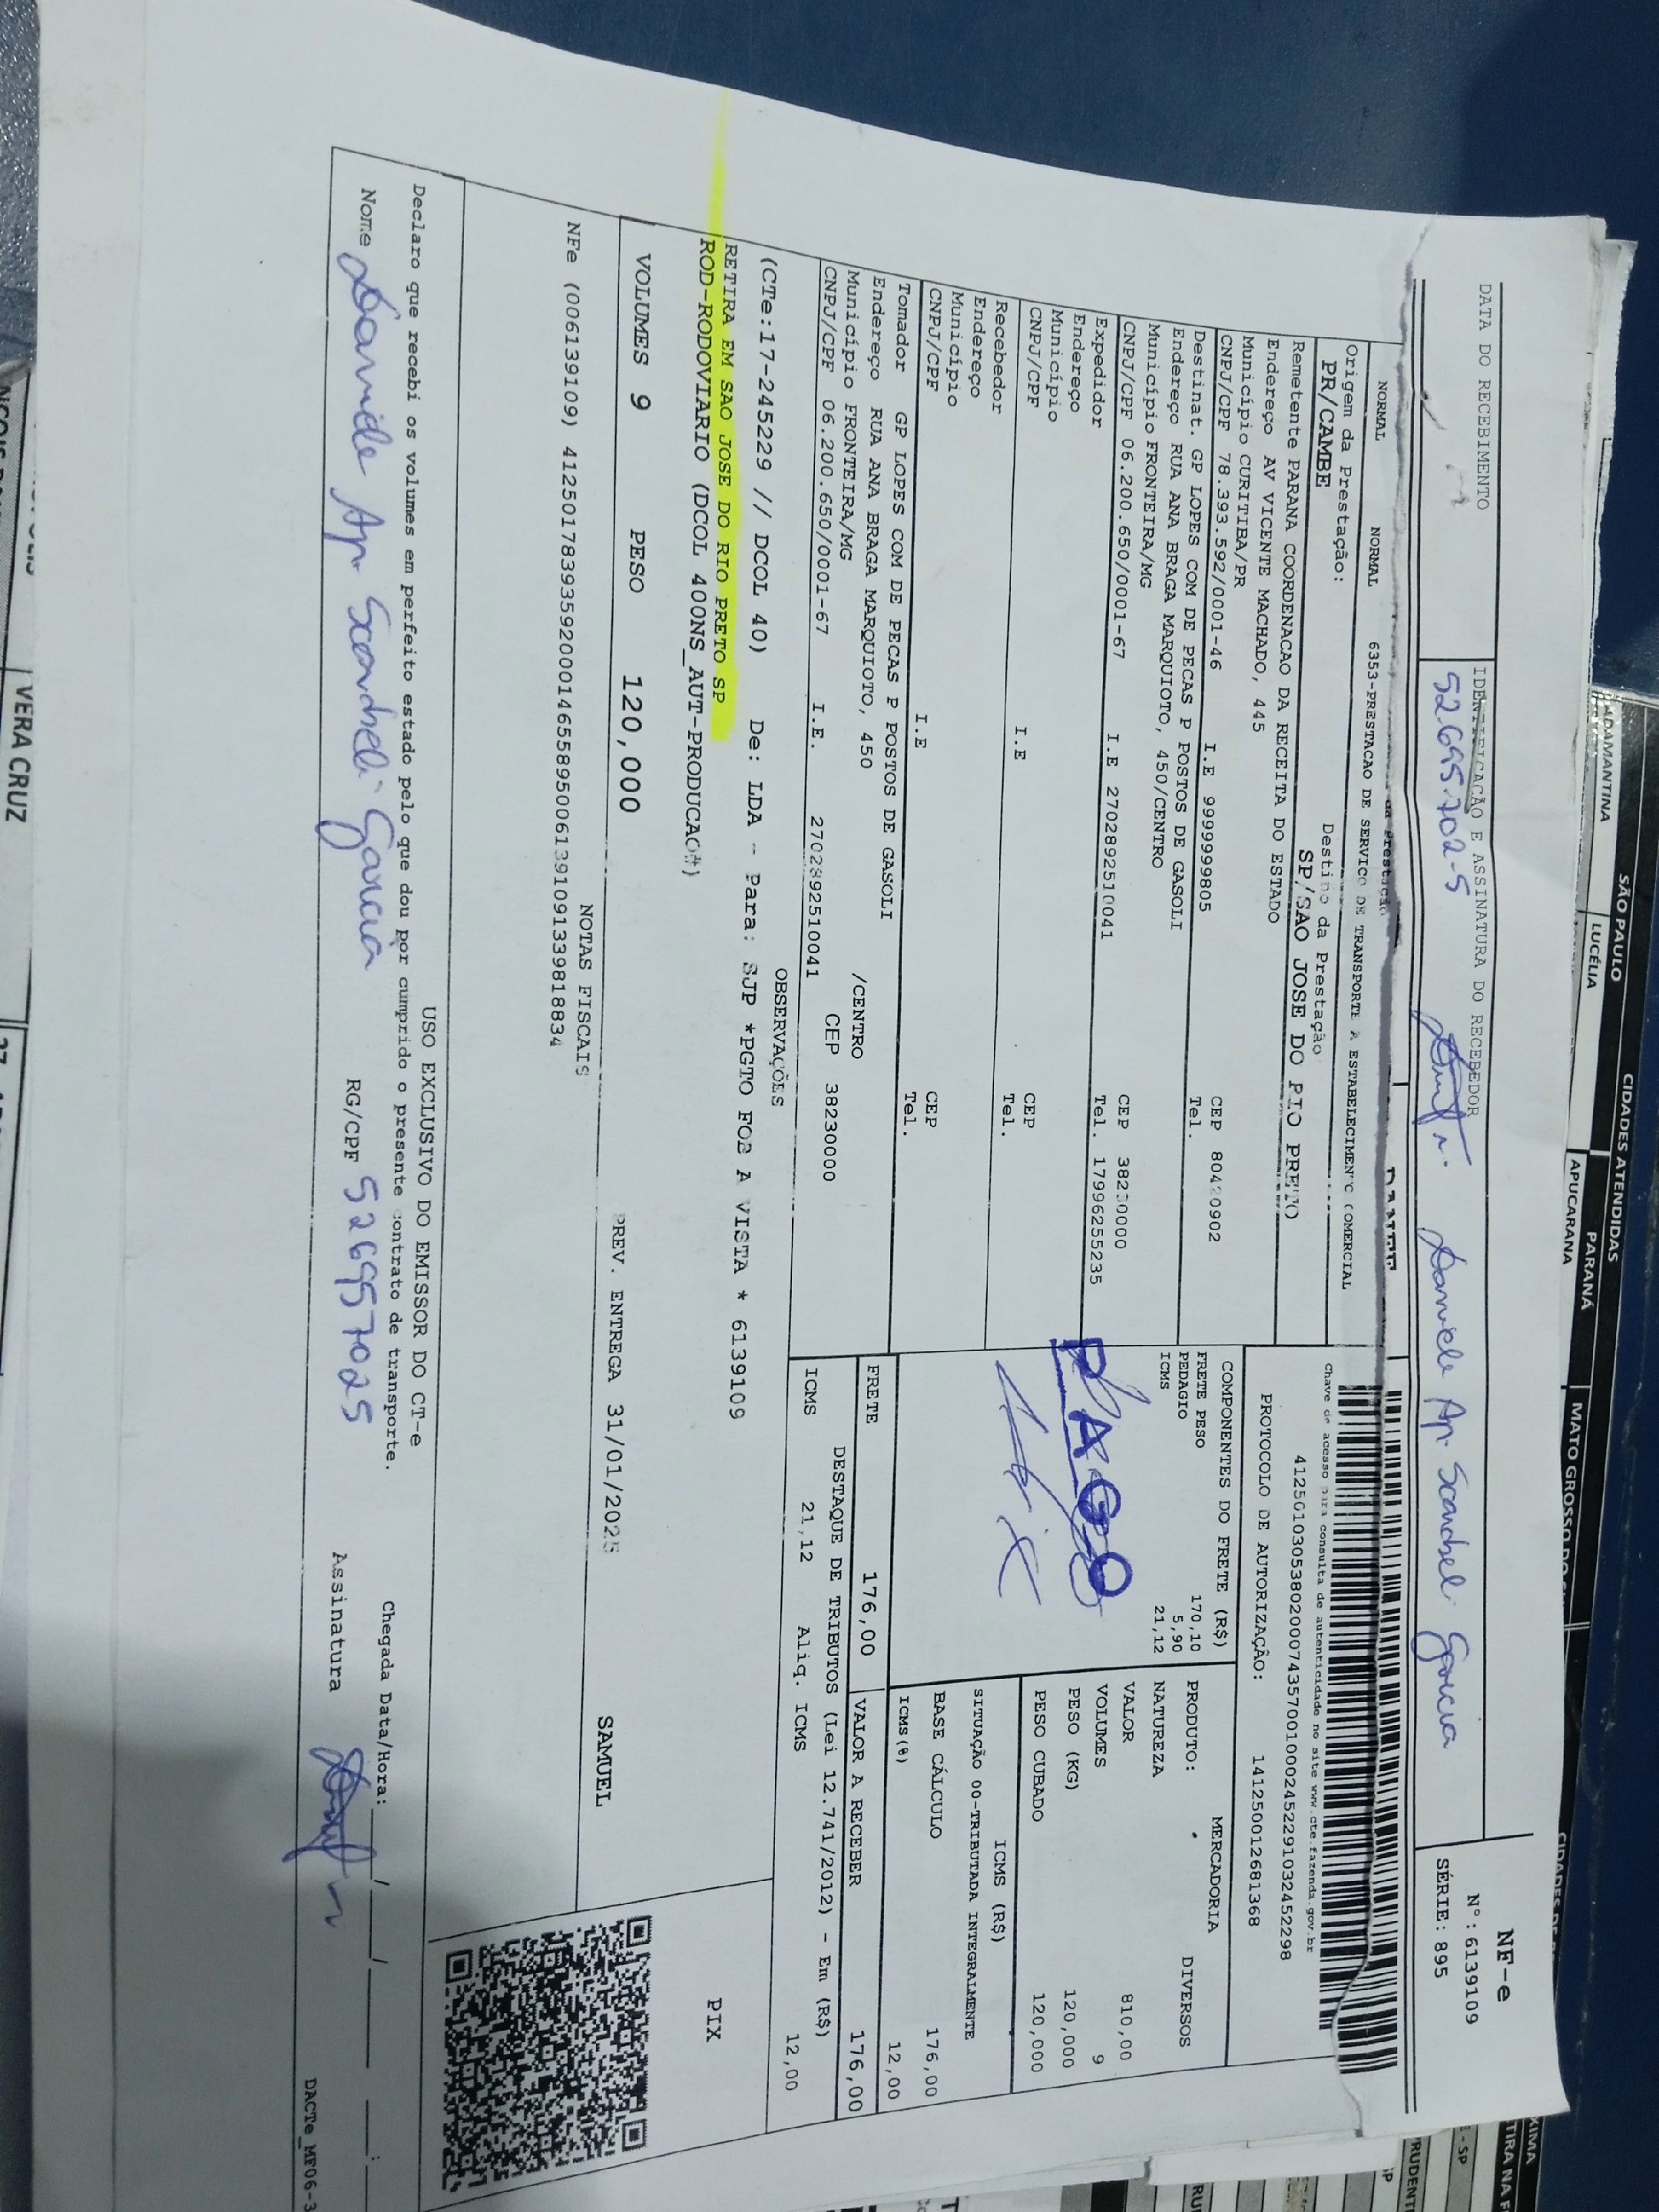 DATA DO RECEBIMENTO
IDENTIFICAÇÃO E ASSINATURA DO RECEBEDOR
52.695.702-5
Daniele Ap. Scandeli Garcia
NF-e
Nº: 6139109
SÉRIE: 895
NORMAL
NORMAL
6353-PRESTACAO DE SERVICO DE TRANSPORTE A ESTABELECIMENTO COMERCIAL
Origem da Prestação:
PR/CAMBE
Destino da Prestação
SP/SAO JOSE DO RIO PRETO
Remetente PARANA COORDENACAO DA RECEITA DO ESTADO
Endereço AV VICENTE MACHADO, 445
Município CURITIBA/PR
CEP 80420902
CNPJ/CPF 78.393.592/0001-46 I.E 9999999805 Tel.
Destinat. GP LOPES COM DE PECAS P POSTOS DE GASOLI
Endereço RUA ANA BRAGA MARQUIOTO, 450/CENTRO
Município FRONTEIRA/MG
CEP 38230000
CNPJ/CPF 06.200.650/0001-67 I.E 2702892510041 Tel. 17996255235
Expedidor
Endereço
Município
CEP
CNPJ/CPF I.E Tel.
Recebedor
Endereço
Município
CEP
CNPJ/CPF I.E Tel.
Tomador GP LOPES COM DE PECAS P POSTOS DE GASOLI
Endereço RUA ANA BRAGA MARQUIOTO, 450 /CENTRO
Município FRONTEIRA/MG CEP 38230000
CNPJ/CPF 06.200.650/0001-67 I.E. 2702892510041
Chave de acesso para consulta de autenticidade no site www.cte.fazenda.gov.br
41250103053802000743570010002452291032452298
PROTOCOLO DE AUTORIZAÇÃO: 141250012681368
COMPONENTES DO FRETE (R$)
FRETE PESO 170,10
PEDAGIO 5,90
ICMS 21,12
PAGO
Pix
MERCADORIA
PRODUTO: . DIVERSOS
NATUREZA
VALOR 810,00
VOLUMES 9
PESO (KG) 120,000
PESO CUBADO 120,000
ICMS (R$)
SITUAÇÃO 00-TRIBUTADA INTEGRALMENTE
BASE CÁLCULO 176,00
ICMS(%) 12,00
FRETE 176,00 VALOR A RECEBER 176,00
DESTAQUE DE TRIBUTOS (Lei 12.741/2012) - Em (R$)
ICMS 21,12 Aliq. ICMS 12,00
OBSERVAÇÕES
(CTe:17-245229 // DCOL 40) De: LDA - Para: SJP *PGTO FOB A VISTA * 6139109
RETIRA EM SAO JOSE DO RIO PRETO SP
ROD-RODOVIARIO (DCOL 400NS_AUT-PRODUCAO#)
PIX
VOLUMES 9 PESO 120,000 PREV. ENTREGA 31/01/2025 SAMUEL
NOTAS FISCAIS
NFe (006139109) 41250178393592000146558950061391091339818834
USO EXCLUSIVO DO EMISSOR DO CT-e
Declaro que recebi os volumes em perfeito estado pelo que dou por cumprido o presente contrato de transporte.
Chegada Data/Hora: / / :
Nome Daniele Ap. Scandeli Garcia RG/CPF 526957025 Assinatura
DACTe_MF06-3
CIDADES ATENDIDAS
SÃO PAULO
PARANÁ
ADAMANTINA
LUCÉLIA
APUCARANA
VERA CRUZ